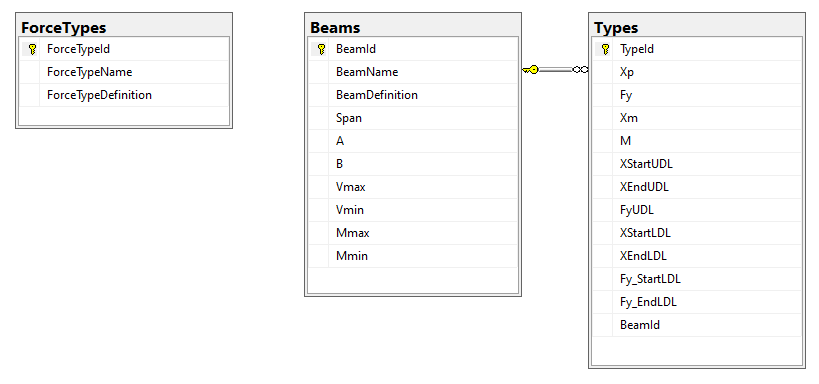 ForceTypes
ForceTypeId
ForceTypeName
ForceTypeDefinition
Beams
BeamId
BeamName
BeamDefinition
Span
A
B
Vmax
Vmin
Mmax
Mmin
Types
TypeId
Xp
Fy
Xm
M
XStartUDL
XEndUDL
FyUDL
XStartLDL
XEndLDL
Fy_StartLDL
Fy_EndLDL
BeamId